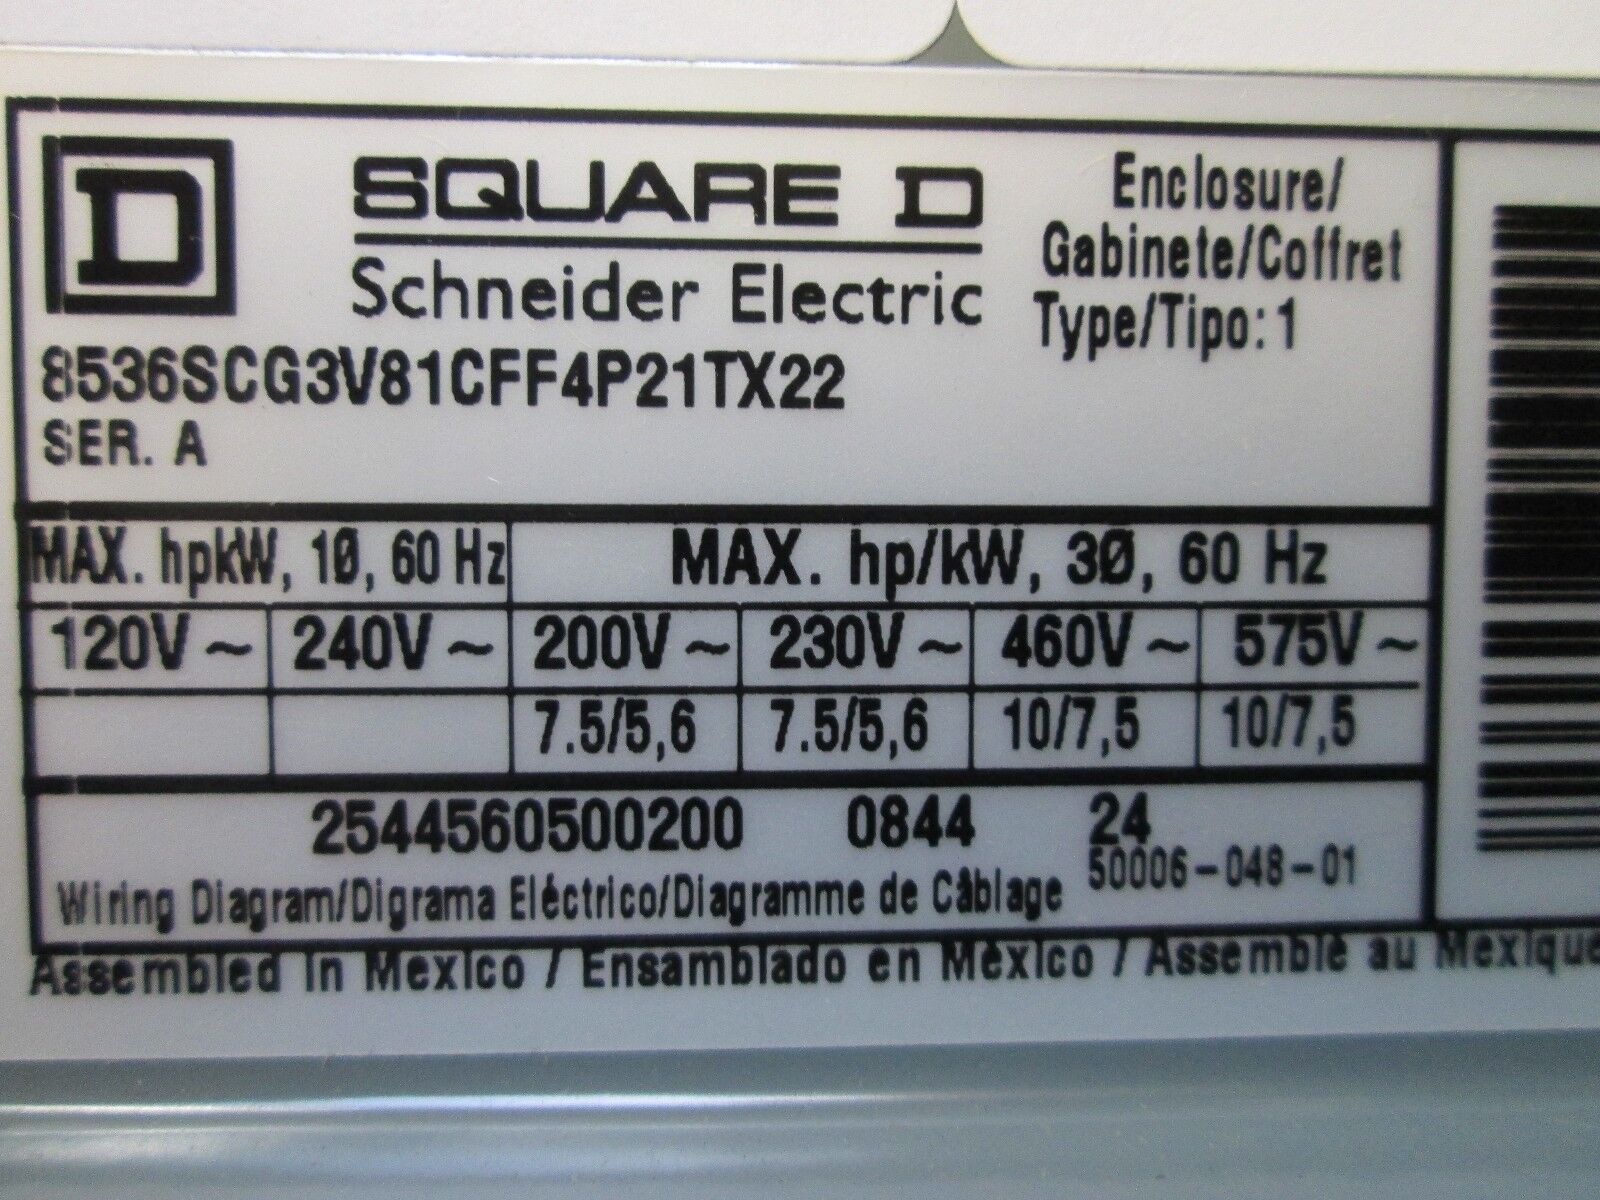 D SQUARE D
Schneider Electric
Enclosure/
Gabinete/Coffret
Type/Tipo: 1
8536SCG3V81CFF4P21TX22
SER. A
MAX. hpkW, 1Ø, 60 Hz MAX. hp/kW, 3Ø, 60 Hz
120V ~ 240V ~ 200V ~ 230V ~ 460V ~ 575V ~
7.5/5,6 7.5/5,6 10/7,5 10/7,5
2544560500200 0844 24
Wiring Diagram/Digrama Eléctrico/Diagramme de Câblage 50006-048-01
Assembled in Mexico / Ensamblado en México / Assemblé au Mexique